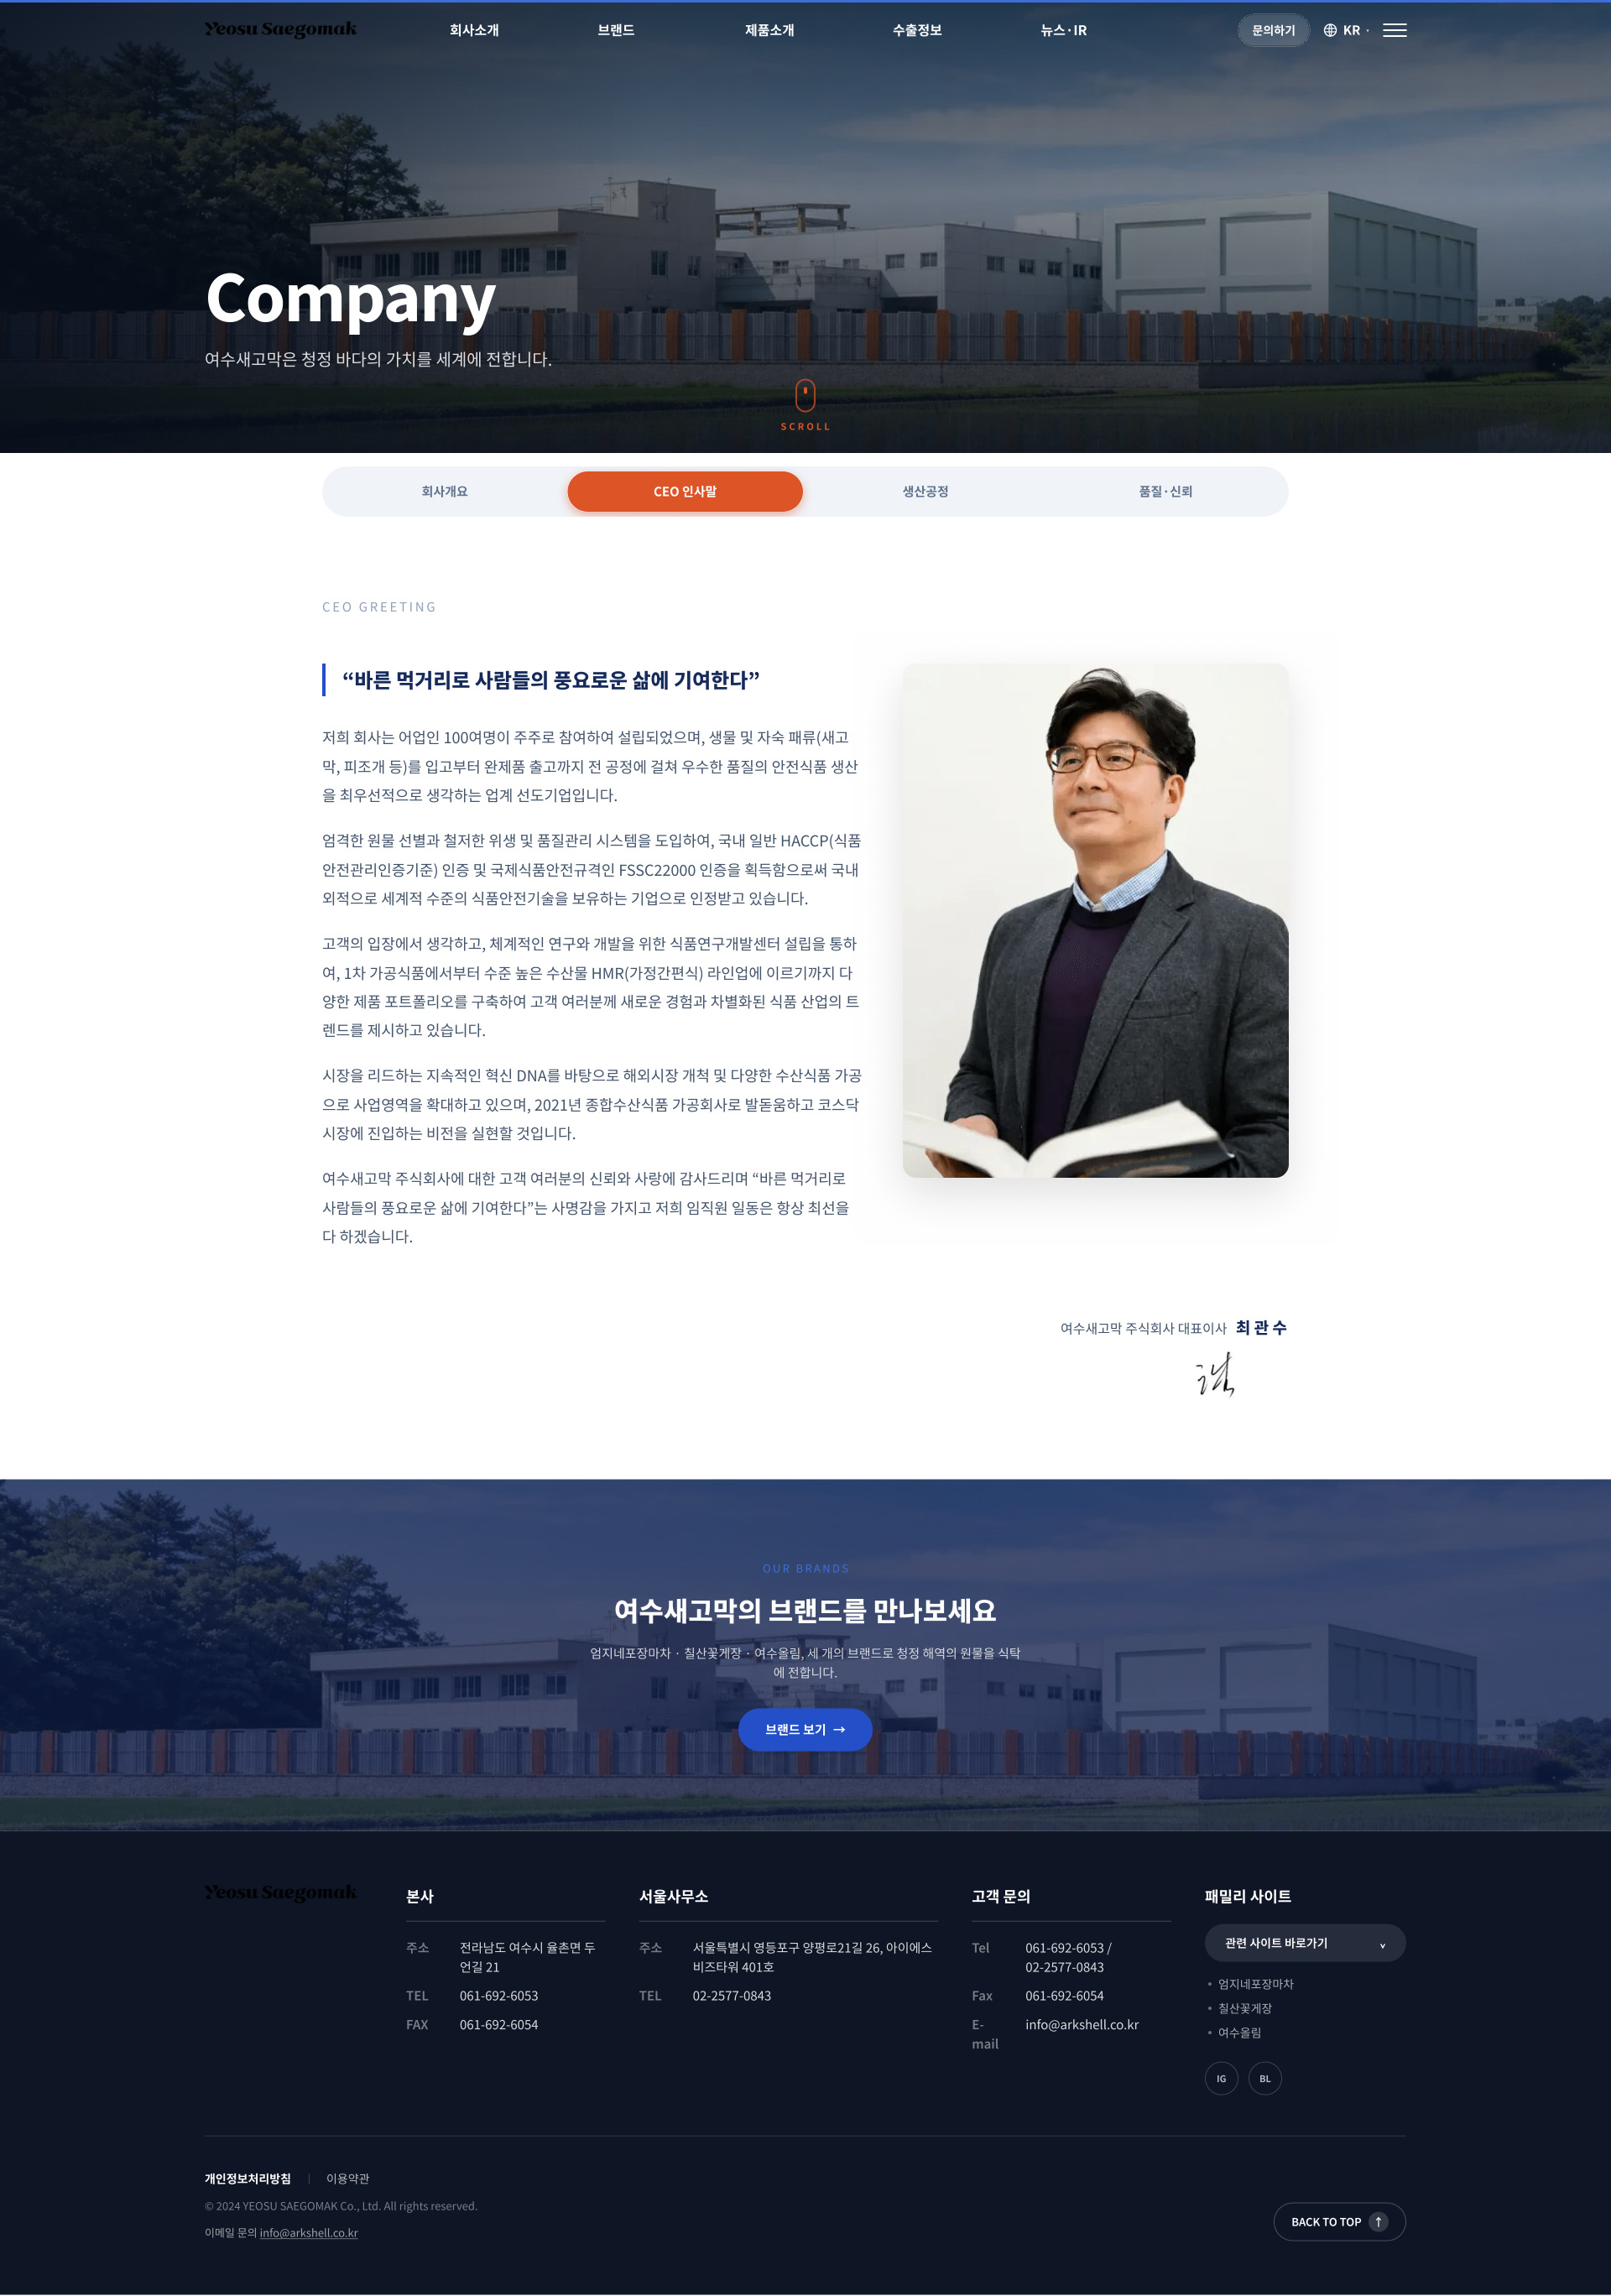 Yeosu Saegomak
회사소개
브랜드
제품소개
수출정보
뉴스·IR
문의하기
KR
Company
여수새고막은 청정 바다의 가치를 세계에 전합니다.
SCROLL
회사개요
CEO 인사말
생산공정
품질·신뢰
CEO GREETING
“바른 먹거리로 사람들의 풍요로운 삶에 기여한다”
저희 회사는 어업인 100여명이 주주로 참여하여 설립되었으며, 생물 및 자숙 패류(새고
막, 피조개 등)를 입고부터 완제품 출고까지 전 공정에 걸쳐 우수한 품질의 안전식품 생산
을 최우선적으로 생각하는 업계 선도기업입니다.
엄격한 원물 선별과 철저한 위생 및 품질관리 시스템을 도입하여, 국내 일반 HACCP(식품
안전관리인증기준) 인증 및 국제식품안전규격인 FSSC22000 인증을 획득함으로써 국내
외적으로 세계적 수준의 식품안전기술을 보유하는 기업으로 인정받고 있습니다.
고객의 입장에서 생각하고, 체계적인 연구와 개발을 위한 식품연구개발센터 설립을 통하
여, 1차 가공식품에서부터 수준 높은 수산물 HMR(가정간편식) 라인업에 이르기까지 다
양한 제품 포트폴리오를 구축하여 고객 여러분께 새로운 경험과 차별화된 식품 산업의 트
렌드를 제시하고 있습니다.
시장을 리드하는 지속적인 혁신 DNA를 바탕으로 해외시장 개척 및 다양한 수산식품 가공
으로 사업영역을 확대하고 있으며, 2021년 종합수산식품 가공회사로 발돋움하고 코스닥
시장에 진입하는 비전을 실현할 것입니다.
여수새고막 주식회사에 대한 고객 여러분의 신뢰와 사랑에 감사드리며 “바른 먹거리로
사람들의 풍요로운 삶에 기여한다”는 사명감을 가지고 저희 임직원 일동은 항상 최선을
다 하겠습니다.
여수새고막 주식회사 대표이사 최 관 수
OUR BRANDS
여수새고막의 브랜드를 만나보세요
엄지네포장마차 · 칠산꽃게장 · 여수올림, 세 개의 브랜드로 청정 해역의 원물을 식탁
에 전합니다.
브랜드 보기 →
Yeosu Saegomak
본사
주소 전라남도 여수시 율촌면 두
언길 21
TEL 061-692-6053
FAX 061-692-6054
서울사무소
주소 서울특별시 영등포구 양평로21길 26, 아이에스
비즈타워 401호
TEL 02-2577-0843
고객 문의
Tel 061-692-6053 /
02-2577-0843
Fax 061-692-6054
E-
mail info@arkshell.co.kr
패밀리 사이트
관련 사이트 바로가기
• 엄지네포장마차
• 칠산꽃게장
• 여수올림
IG
BL
개인정보처리방침 | 이용약관
© 2024 YEOSU SAEGOMAK Co., Ltd. All rights reserved.
이메일 문의 info@arkshell.co.kr
BACK TO TOP ↑